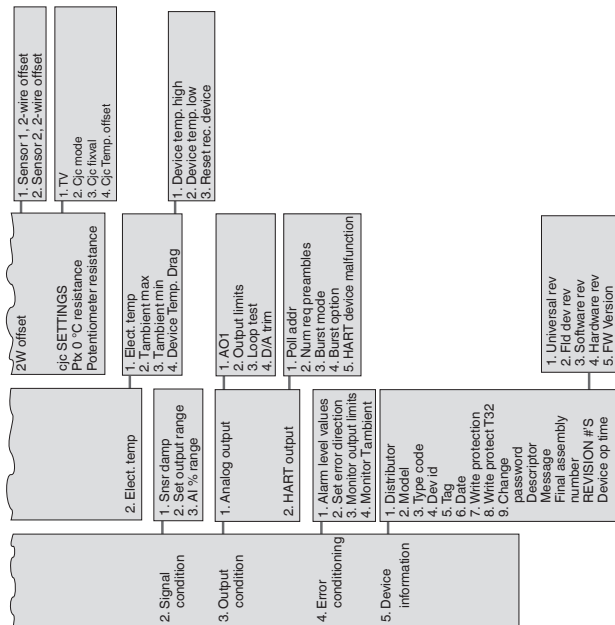 2. Signal
condition
3. Output
condition
4. Error
conditioning
5. Device
information
2. Elect. temp
1. Snsr damp
2. Set output range
3. AI % range
1. Analog output
2. HART output
1. Alarm level values
2. Set error direction
3. Monitor output limits
4. Monitor Tambient
1. Distributor
2. Model
3. Type code
4. Dev id
5. Tag
6. Date
7. Write protection
8. Write protect T32
9. Change
password
Descriptor
Message
Final assembly
number
REVISION #'S
Device op time
2W offset
cjc SETTINGS
Ptx 0 °C resistance
Potentiometer resistance
1. Elect. temp
2. Tambient max
3. Tambient min
4. Device Temp. Drag
1. AO1
2. Output limits
3. Loop test
4. D/A trim
1. Poll addr
2. Num req preambles
3. Burst mode
4. Burst option
5. HART device malfunction
1. Universal rev
2. Fld dev rev
3. Software rev
4. Hardware rev
5. FW Version
1. Sensor 1, 2-wire offset
2. Sensor 2, 2-wire offset
1. TV
2. Cjc mode
3. Cjc fixval
4. Cjc Temp. offset
1. Device temp. high
2. Device temp. low
3. Reset rec. device